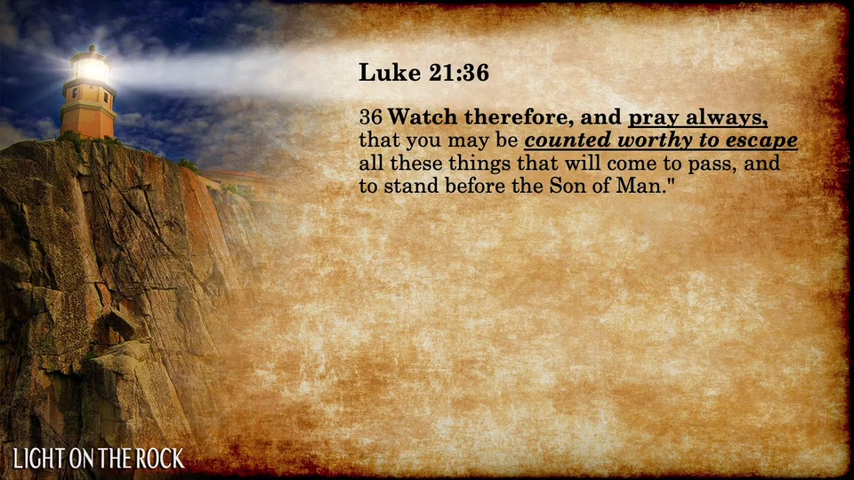 Luke 21:36
36 Watch therefore, and pray always,
that you may be counted worthy to escape
all these things that will come to pass, and
to stand before the Son of Man."
LIGHT ON THE ROCK